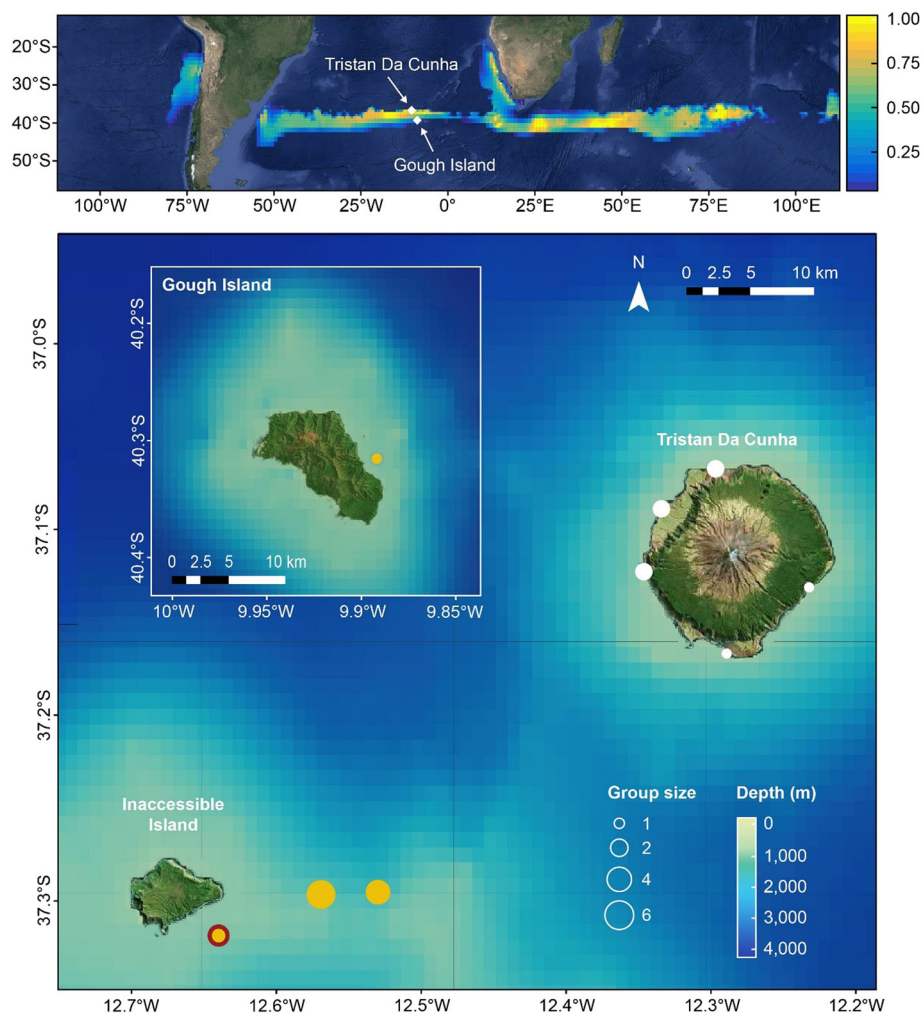 20°S
30°S
40°S
50°S
Tristan Da Cunha
Gough Island
1.00
0.75
0.50
0.25
100°W 75°W 50°W 25°W 0° 25°E 50°E 75°E 100°E
Gough Island
40.2°S
40.3°S
40.4°S
0 2.5 5 10 km
10°W 9.95°W 9.9°W 9.85°W
N
0 2.5 5 10 km
Tristan Da Cunha
37.0°S
37.1°S
37.2°S
37.3°S
Inaccessible
Island
Group size
1
2
4
6
Depth (m)
0
1,000
2,000
3,000
4,000
12.7°W 12.6°W 12.5°W 12.4°W 12.3°W 12.2°W